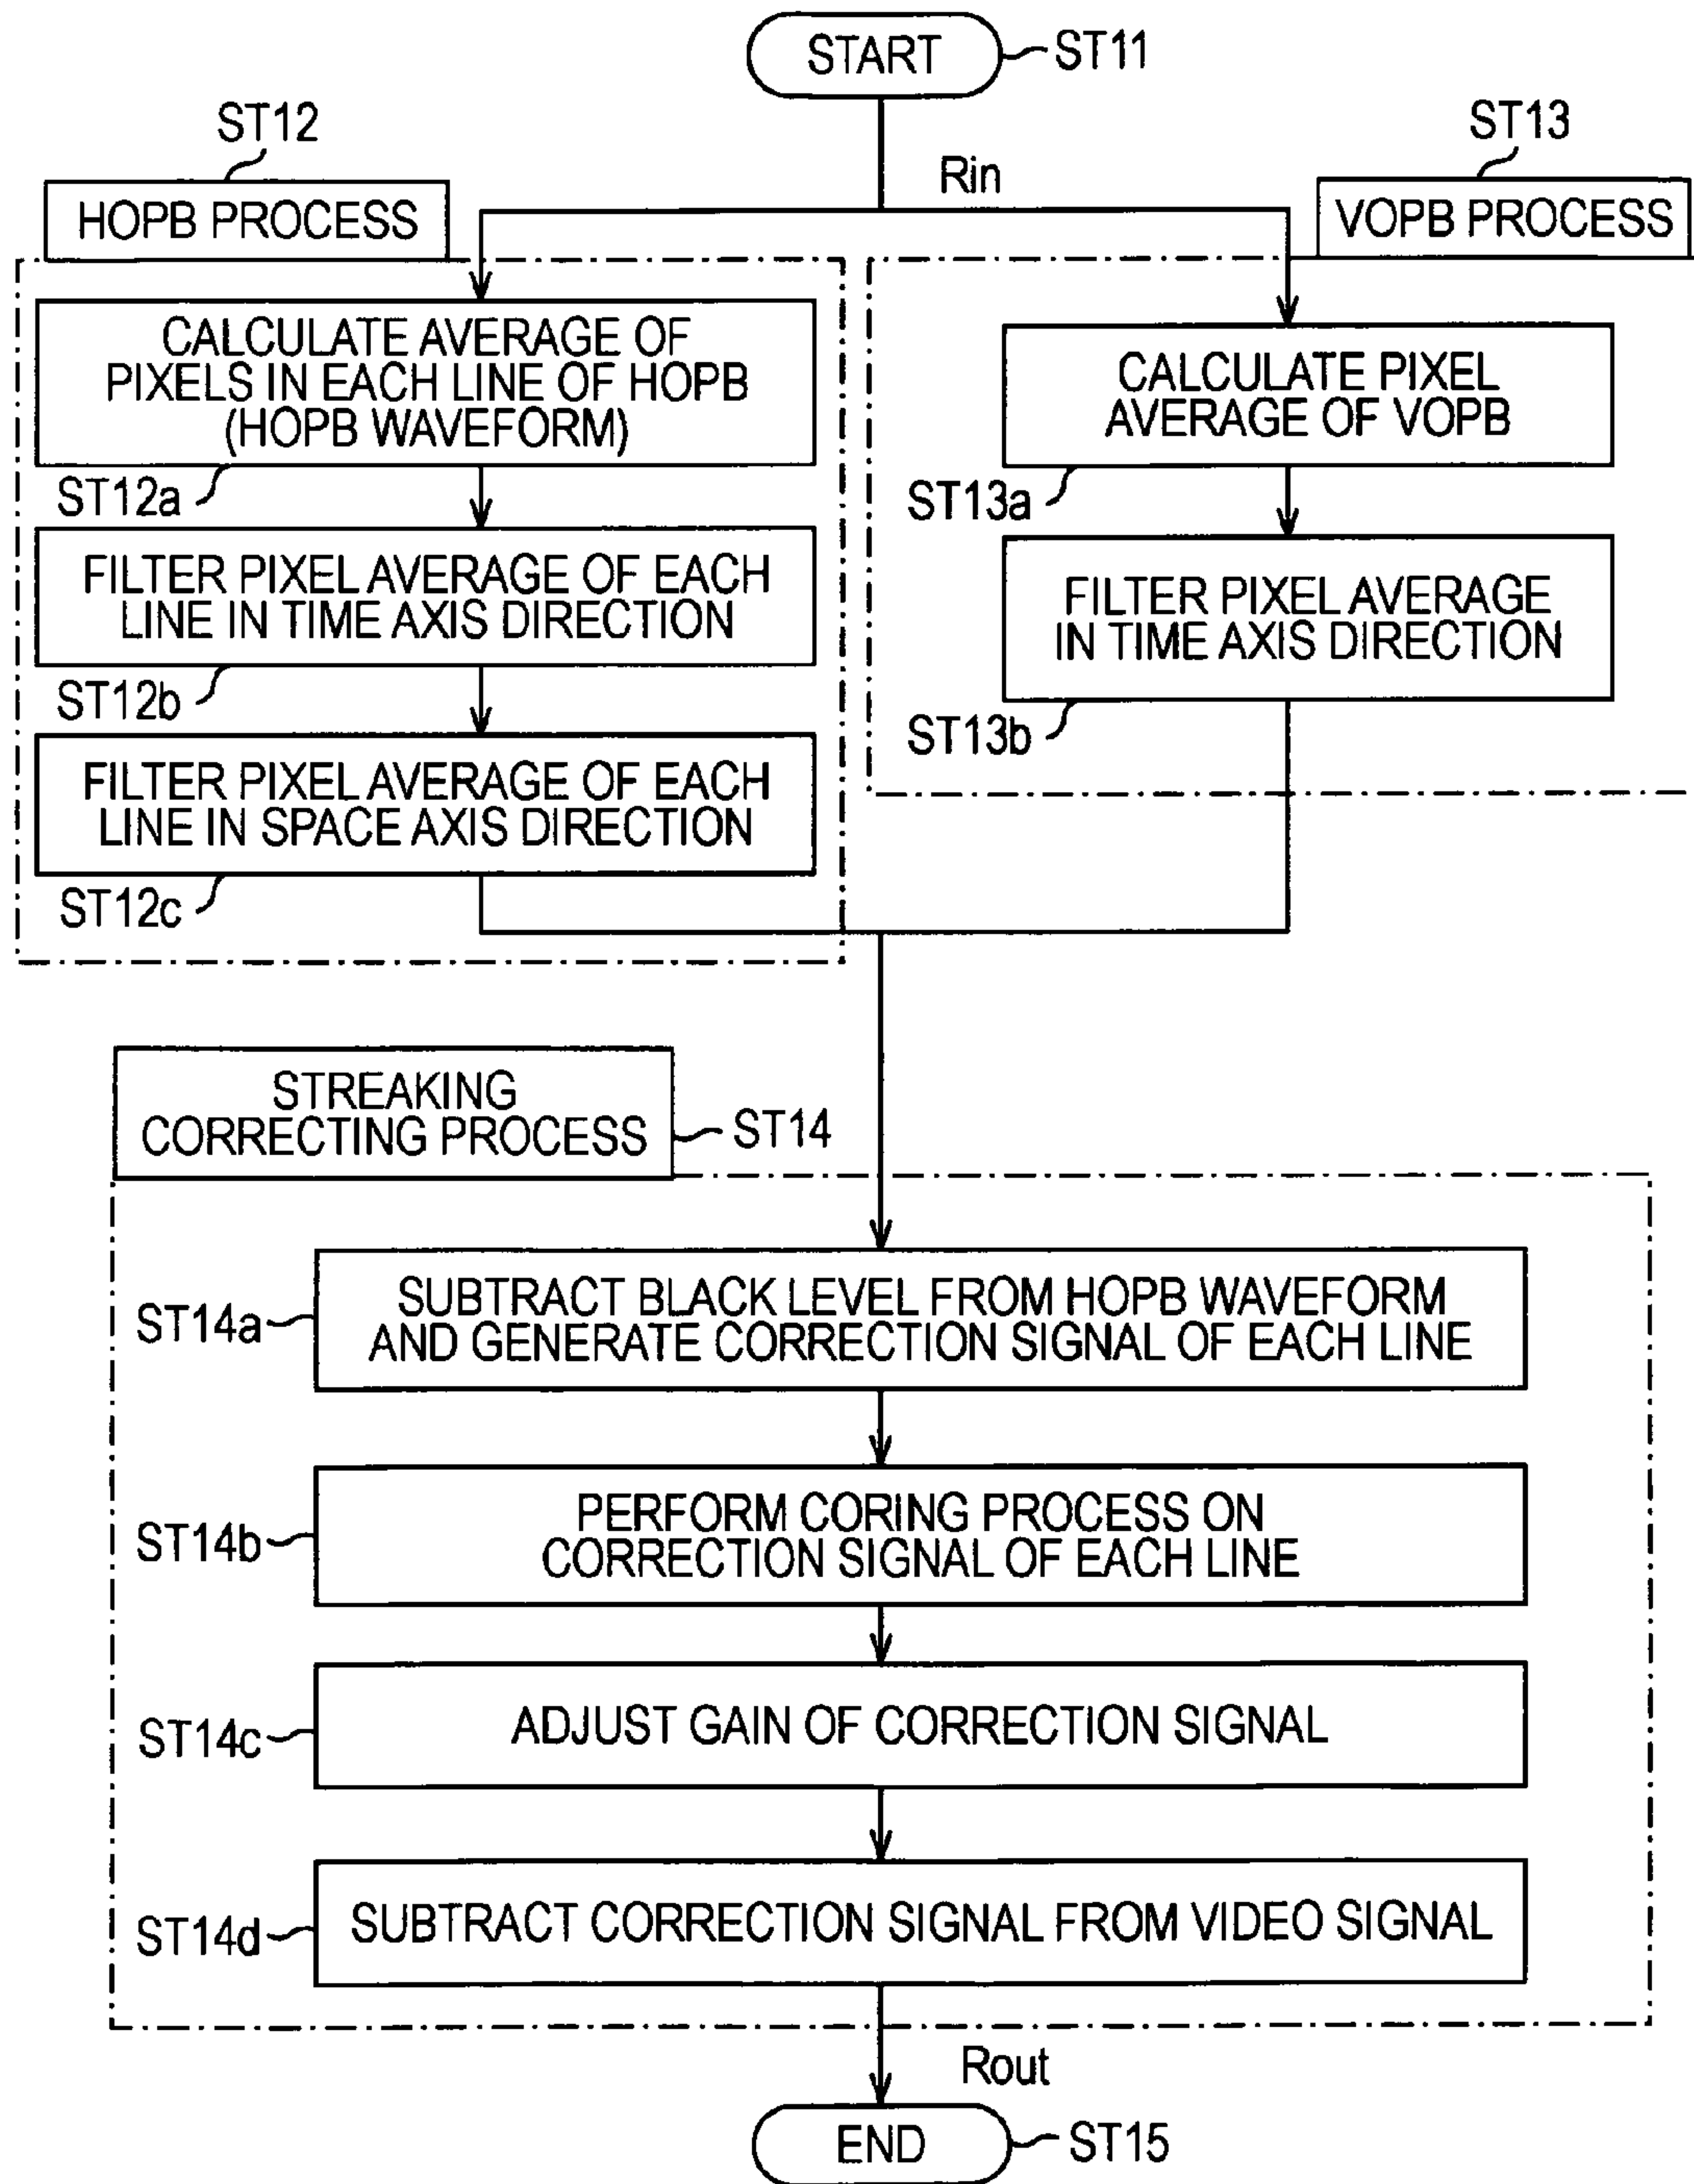 START
ST11
ST12
ST13
Rin
HOPB PROCESS
VOPB PROCESS
CALCULATE AVERAGE OF
PIXELS IN EACH LINE OF HOPB
(HOPB WAVEFORM)
ST12a
FILTER PIXEL AVERAGE OF EACH
LINE IN TIME AXIS DIRECTION
ST12b
FILTER PIXEL AVERAGE OF EACH
LINE IN SPACE AXIS DIRECTION
ST12c
CALCULATE PIXEL
AVERAGE OF VOPB
ST13a
FILTER PIXEL AVERAGE
IN TIME AXIS DIRECTION
ST13b
STREAKING
CORRECTING PROCESS
ST14
ST14a
SUBTRACT BLACK LEVEL FROM HOPB WAVEFORM
AND GENERATE CORRECTION SIGNAL OF EACH LINE
ST14b
PERFORM CORING PROCESS ON
CORRECTION SIGNAL OF EACH LINE
ST14c
ADJUST GAIN OF CORRECTION SIGNAL
ST14d
SUBTRACT CORRECTION SIGNAL FROM VIDEO SIGNAL
Rout
END
ST15